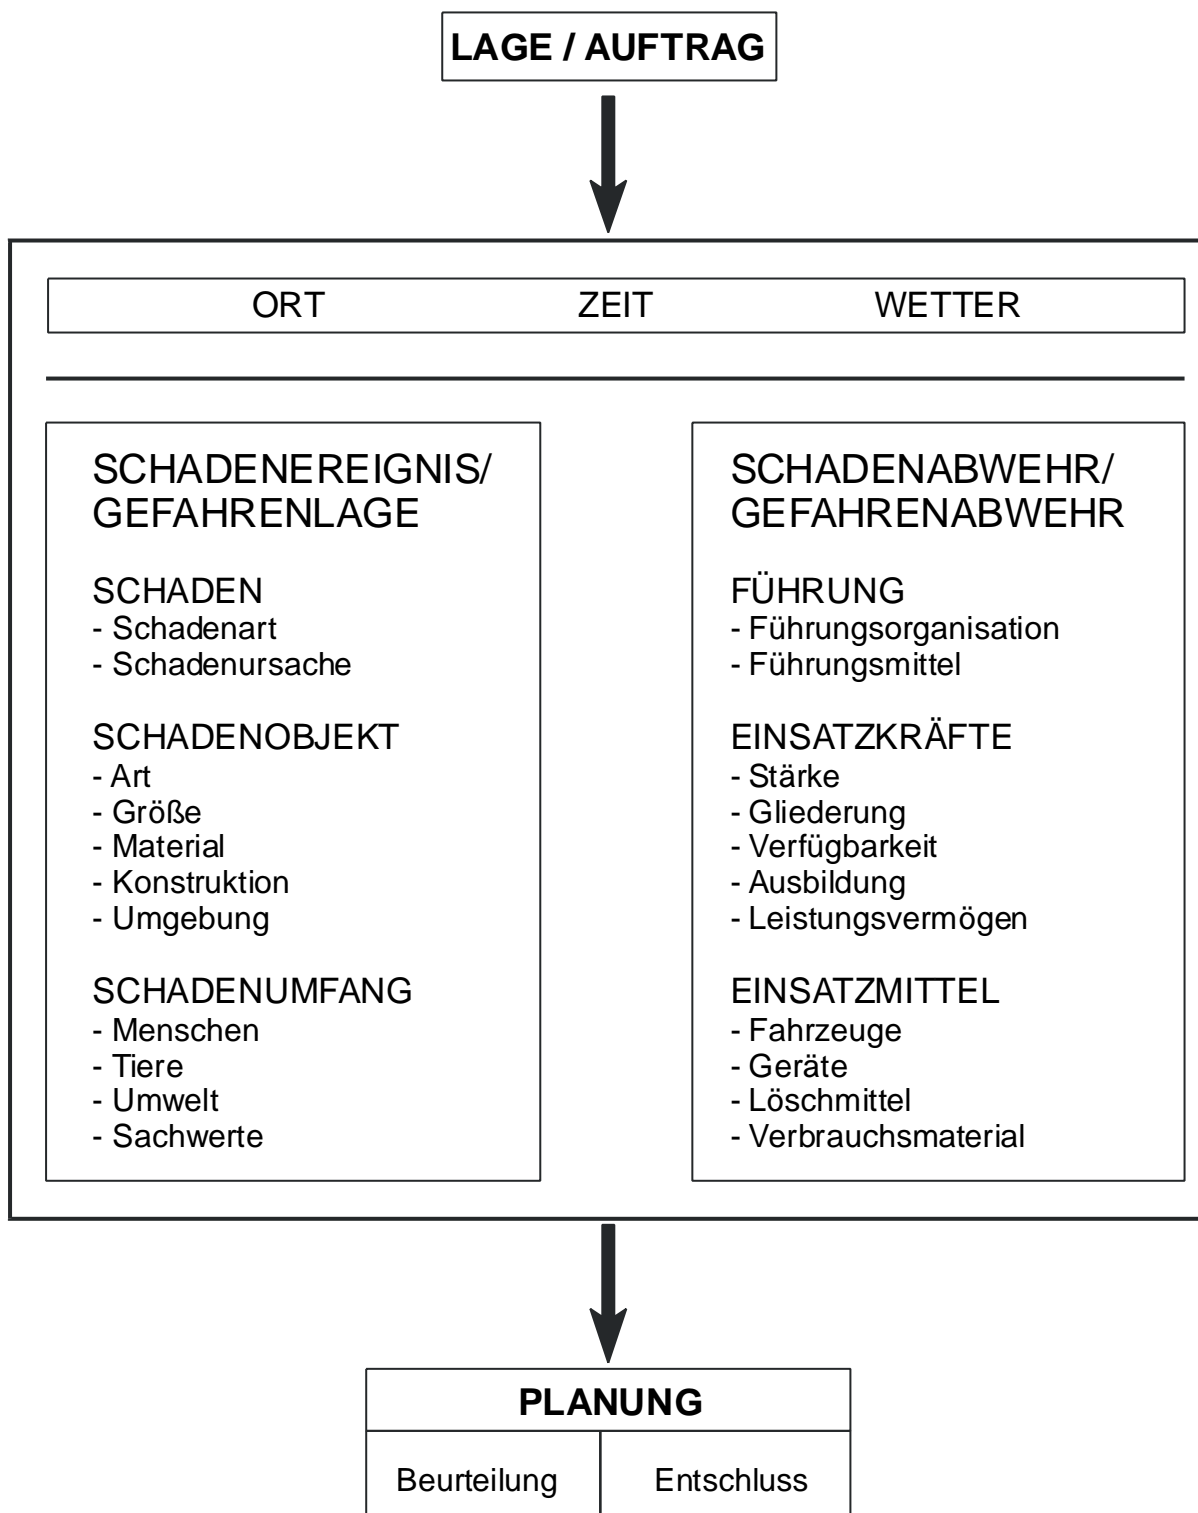 LAGE / AUFTRAG
ORT ZEIT WETTER
SCHADENEREIGNIS/
GEFAHRENLAGE
SCHADEN
- Schadenart
- Schadenursache
SCHADENOBJEKT
- Art
- Größe
- Material
- Konstruktion
- Umgebung
SCHADENUMFANG
- Menschen
- Tiere
- Umwelt
- Sachwerte
SCHADENABWEHR/
GEFAHRENABWEHR
FÜHRUNG
- Führungsorganisation
- Führungsmittel
EINSATZKRÄFTE
- Stärke
- Gliederung
- Verfügbarkeit
- Ausbildung
- Leistungsvermögen
EINSATZMITTEL
- Fahrzeuge
- Geräte
- Löschmittel
- Verbrauchsmaterial
PLANUNG
Beurteilung Entschluss